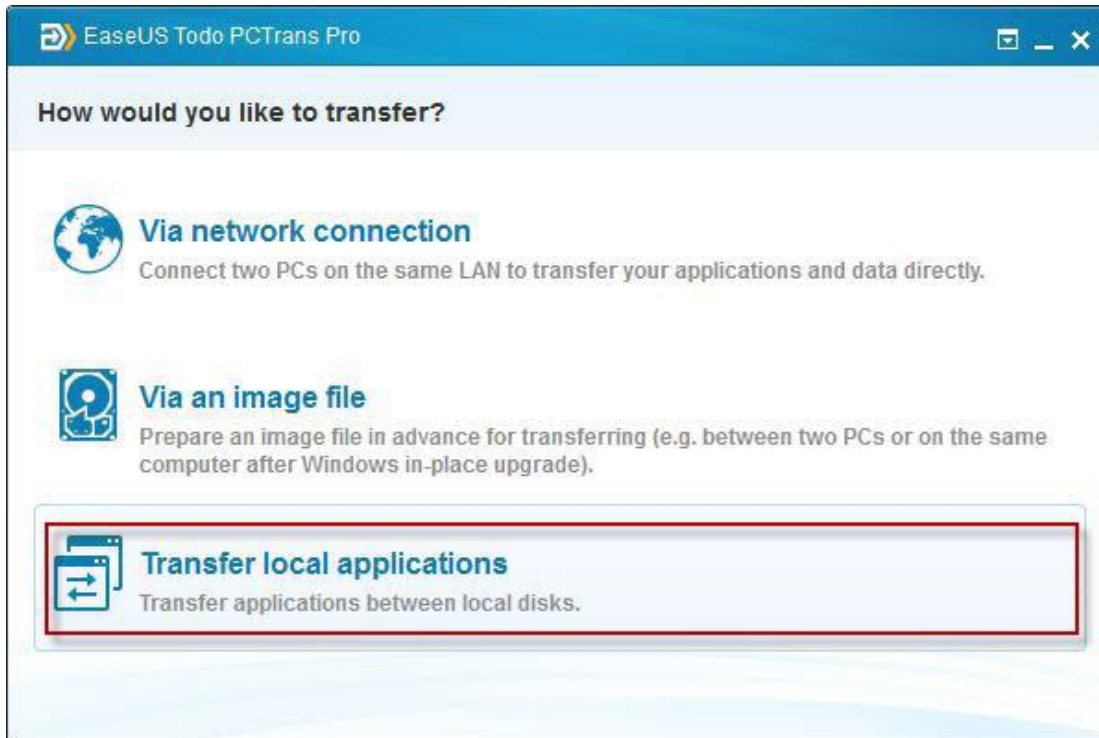 EaseUS Todo PCTrans Pro
How would you like to transfer?
Via network connection
Connect two PCs on the same LAN to transfer your applications and data directly.
Via an image file
Prepare an image file in advance for transferring (e.g. between two PCs or on the same
computer after Windows in-place upgrade).
Transfer local applications
Transfer applications between local disks.